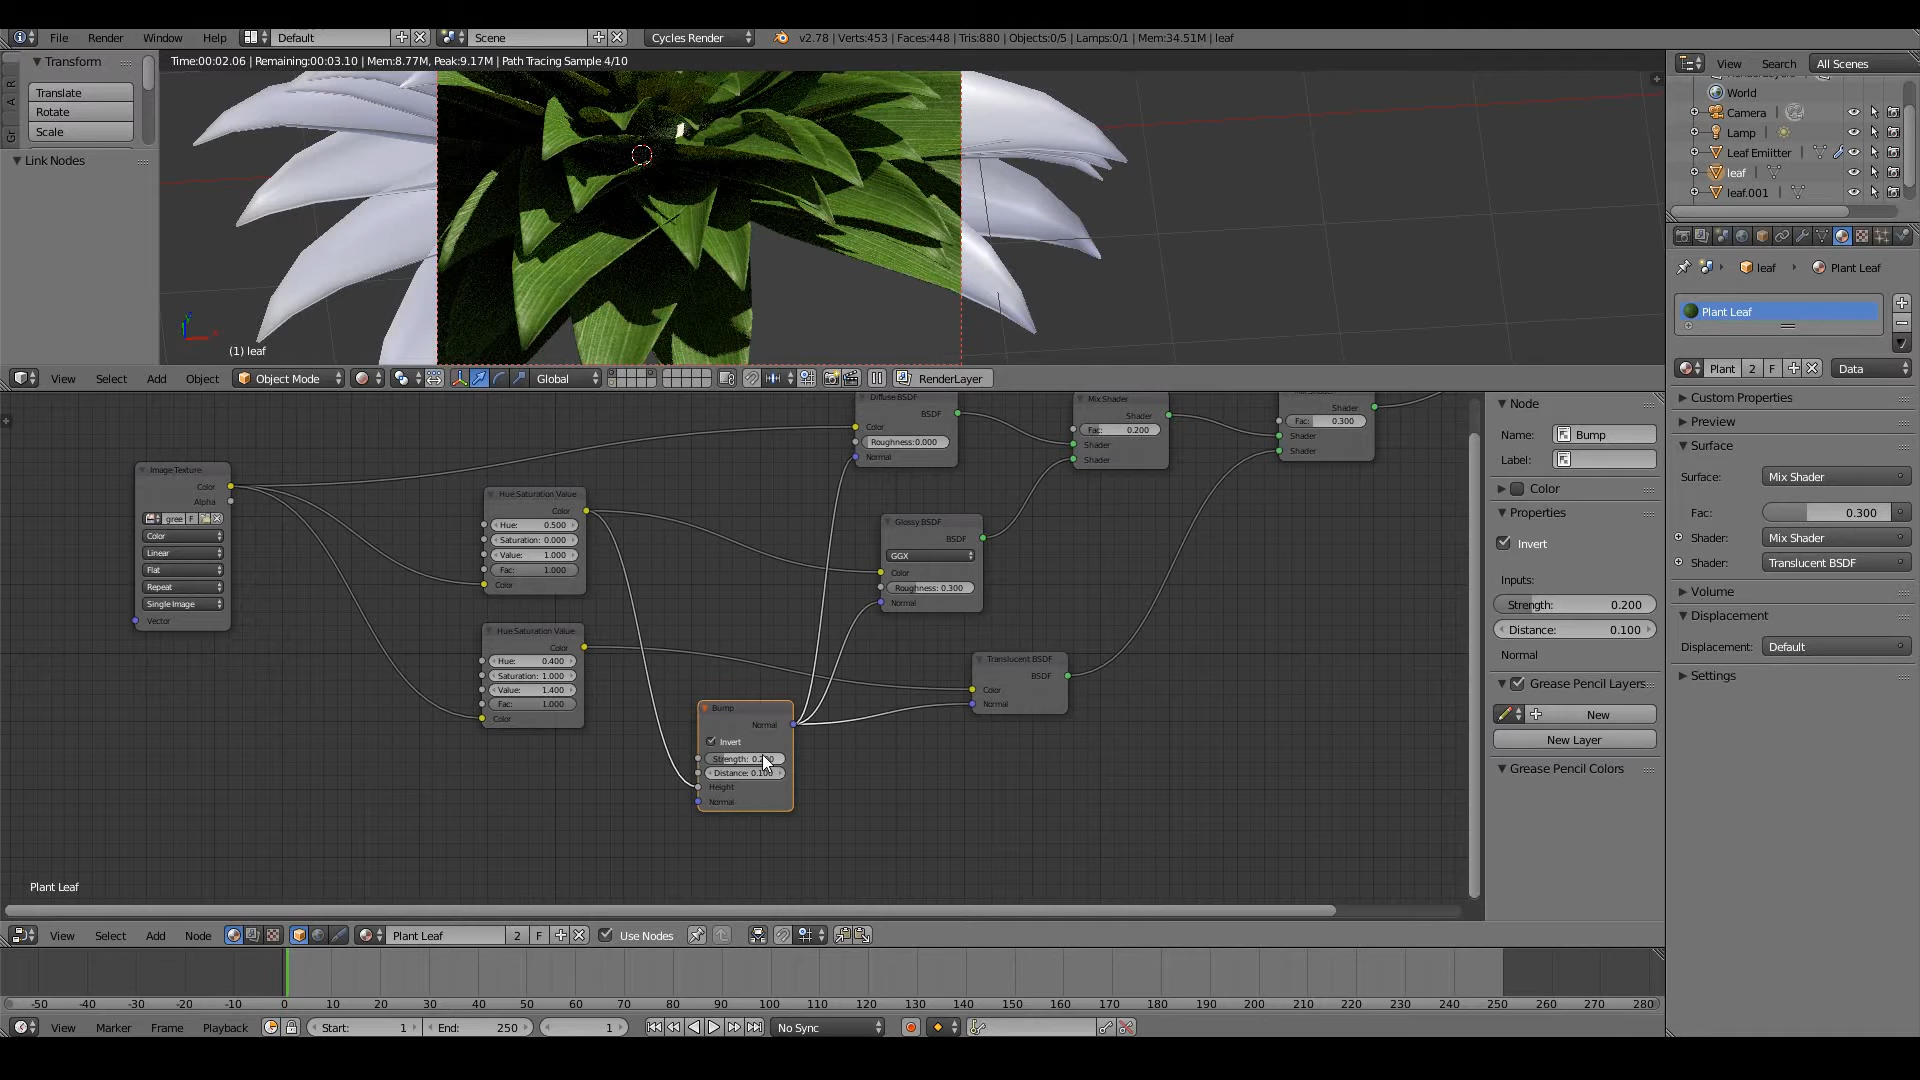 File Render Window Help Default Scene Cycles Render v2.78 | Verts:453 | Faces:448 | Tris:880 | Objects:0/5 | Lamps:0/1 | Mem:34.51M | leaf
Time:00:02.06 | Remaining:00:03.10 | Mem:8.77M, Peak:9.17M | Path Tracing Sample 4/10
Transform
Translate
Rotate
Scale
Link Nodes
R
A
Gr
(1) leaf
View Select Add Object Object Mode Global RenderLayer
View Search All Scenes
World
Camera
Lamp
Leaf Emiitter
leaf
leaf.001
leaf Plant Leaf
Plant Leaf
Plant 2 F Data
Custom Properties
Preview
Surface
Surface: Mix Shader
Fac: 0.300
Shader: Mix Shader
Shader: Translucent BSDF
Volume
Displacement
Displacement: Default
Settings
Node
Name: Bump
Label:
Color
Properties
Invert
Inputs:
Strength: 0.200
Distance: 0.100
Normal
Grease Pencil Layers
New
New Layer
Grease Pencil Colors
Image Texture
Color
Alpha
gree F
Color
Linear
Flat
Repeat
Single Image
Vector
Hue Saturation Value
Color
Hue: 0.500
Saturation: 0.000
Value: 1.000
Fac: 1.000
Color
Hue Saturation Value
Color
Hue: 0.400
Saturation: 1.000
Value: 1.400
Fac: 1.000
Color
Bump
Normal
Invert
Strength:
Distance: 0.100
Height
Normal
Diffuse BSDF
BSDF
Color
Roughness:0.000
Normal
Glossy BSDF
BSDF
GGX
Color
Roughness: 0.300
Normal
Translucent BSDF
BSDF
Color
Normal
Mix Shader
Shader
Fac: 0.200
Shader
Shader
Shader
Fac: 0.300
Shader
Shader
Plant Leaf
View Select Add Node Plant Leaf 2 F Use Nodes
-50 -40 -30 -20 -10 0 10 20 30 40 50 60 70 80 90 100 110 120 130 140 150 160 170 180 190 200 210 220 230 240 250 260 270 280
View Marker Frame Playback Start: 1 End: 250 1 No Sync